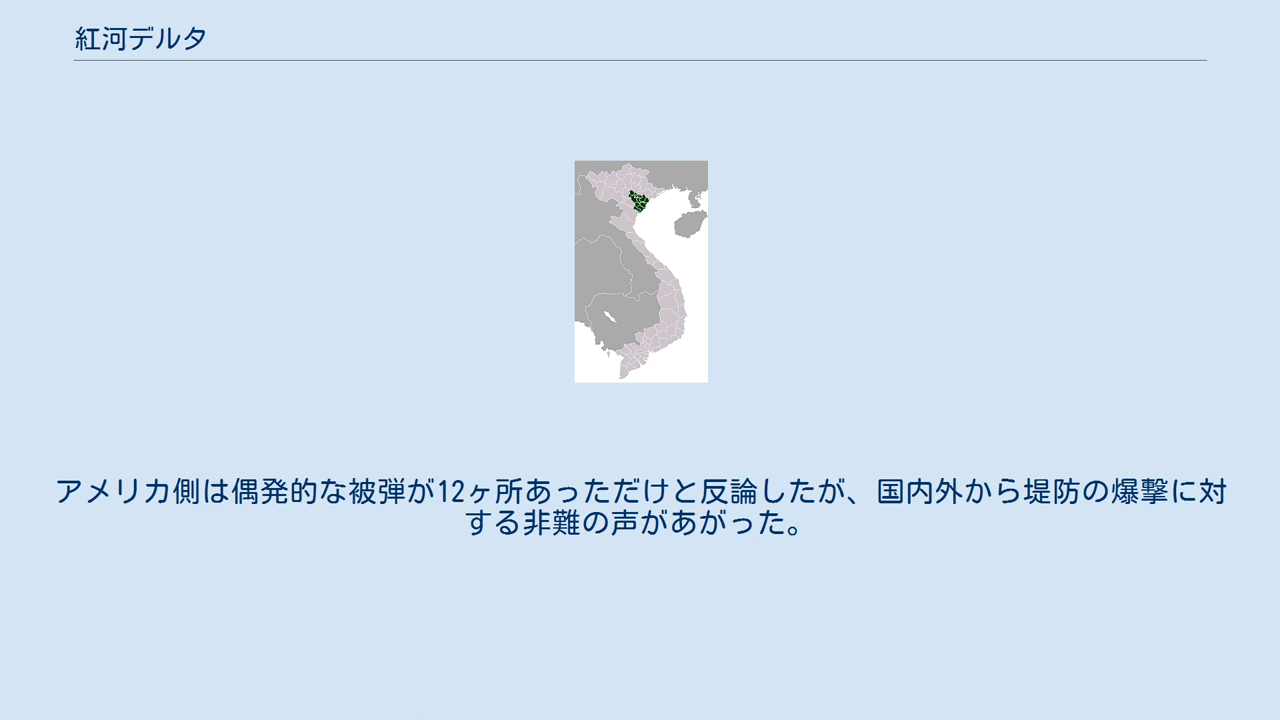 紅河デルタ
アメリカ側は偶発的な被弾が12ヶ所あっただけと反論したが、国内外から堤防の爆撃に対
する非難の声があがった。